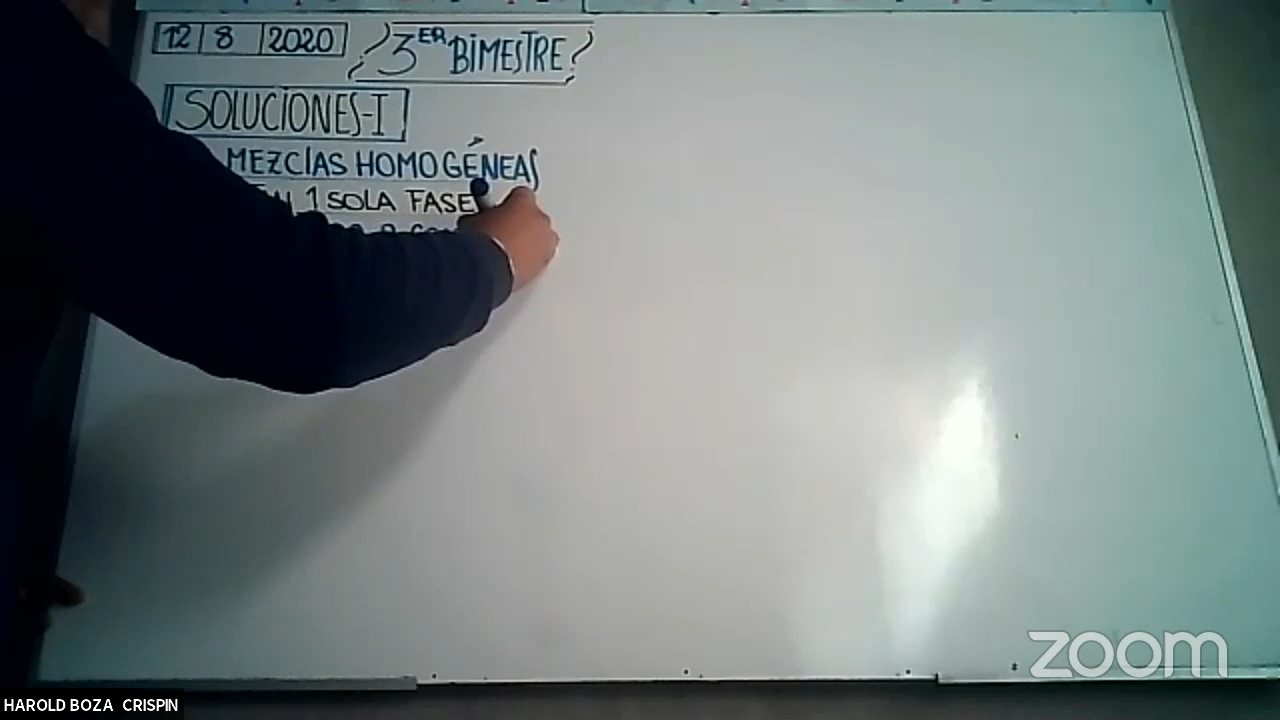 12 8 2020 3ER BIMESTRE
SOLUCIONES-I
MEZCLAS HOMOGÉNEAS
1 SOLA FASE
zoom
HAROLD BOZA CRISPIN